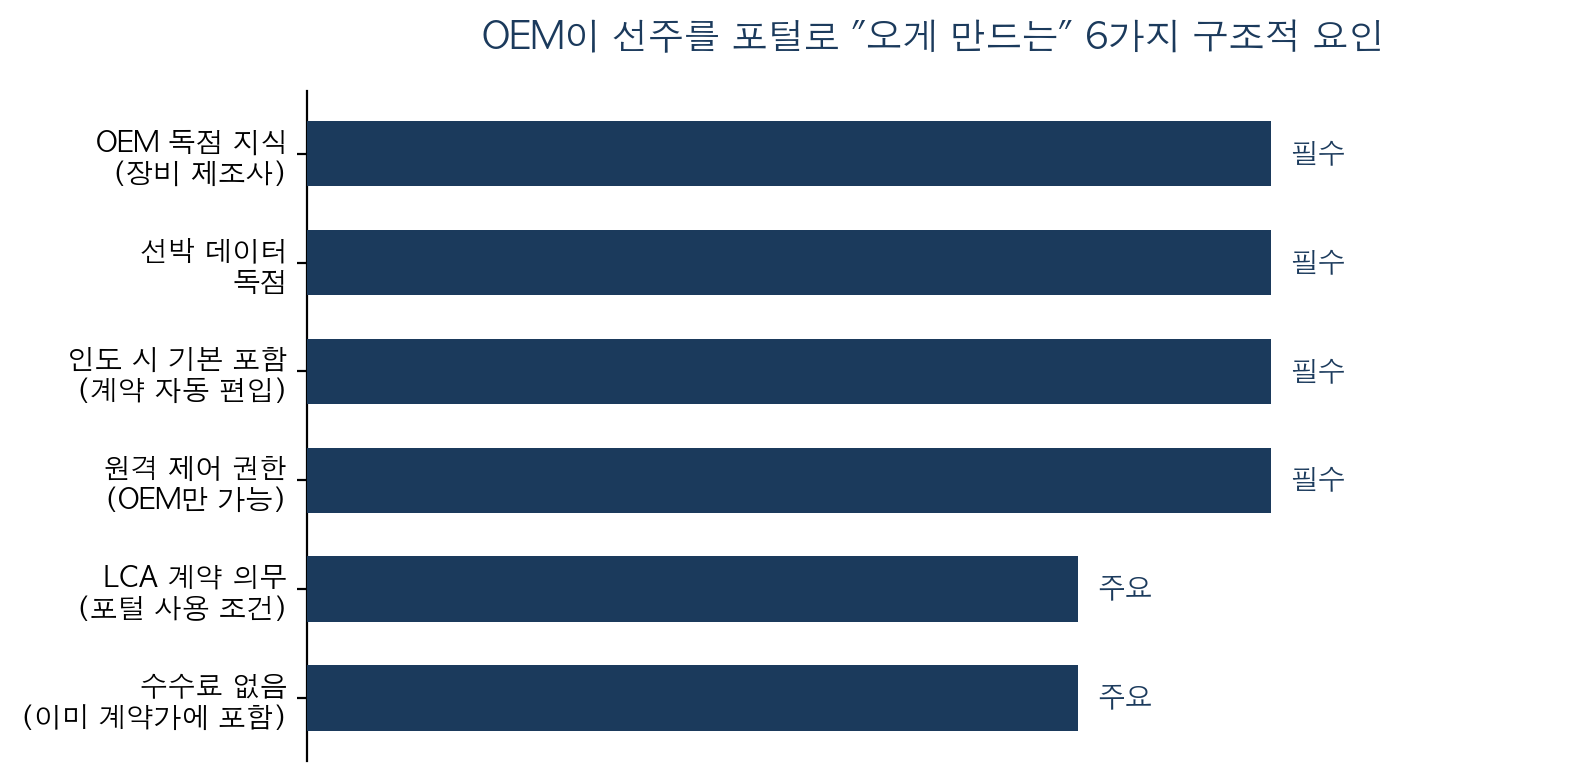 OEM이 선주를 포털로 "오게 만드는" 6가지 구조적 요인
OEM 독점 지식
(장비 제조사)
필수
선박 데이터
독점
필수
인도 시 기본 포함
(계약 자동 편입)
필수
원격 제어 권한
(OEM만 가능)
필수
LCA 계약 의무
(포털 사용 조건)
주요
수수료 없음
(이미 계약가에 포함)
주요